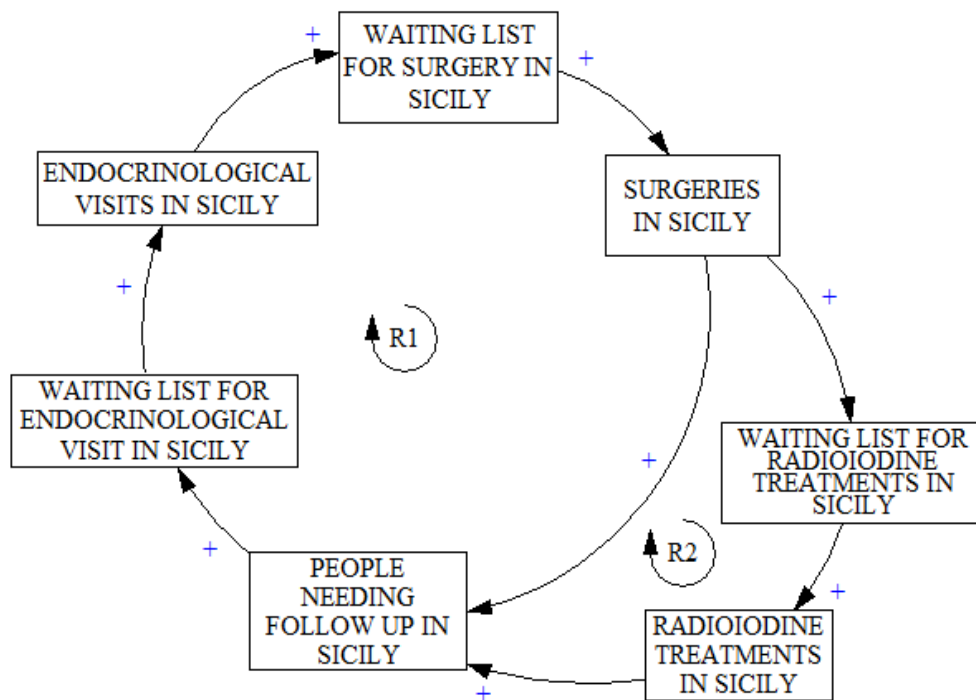 +
WAITING LIST
FOR SURGERY IN
SICILY
+
ENDOCRINOLOGICAL
VISITS IN SICILY
SURGERIES
IN SICILY
+
+
R1
WAITING LIST FOR
ENDOCRINOLOGICAL
VISIT IN SICILY
WAITING LIST FOR
RADIOIODINE
TREATMENTS IN
SICILY
+
+
R2
PEOPLE
NEEDING
FOLLOW UP IN
SICILY
+
RADIOIODINE
TREATMENTS
IN SICILY
+